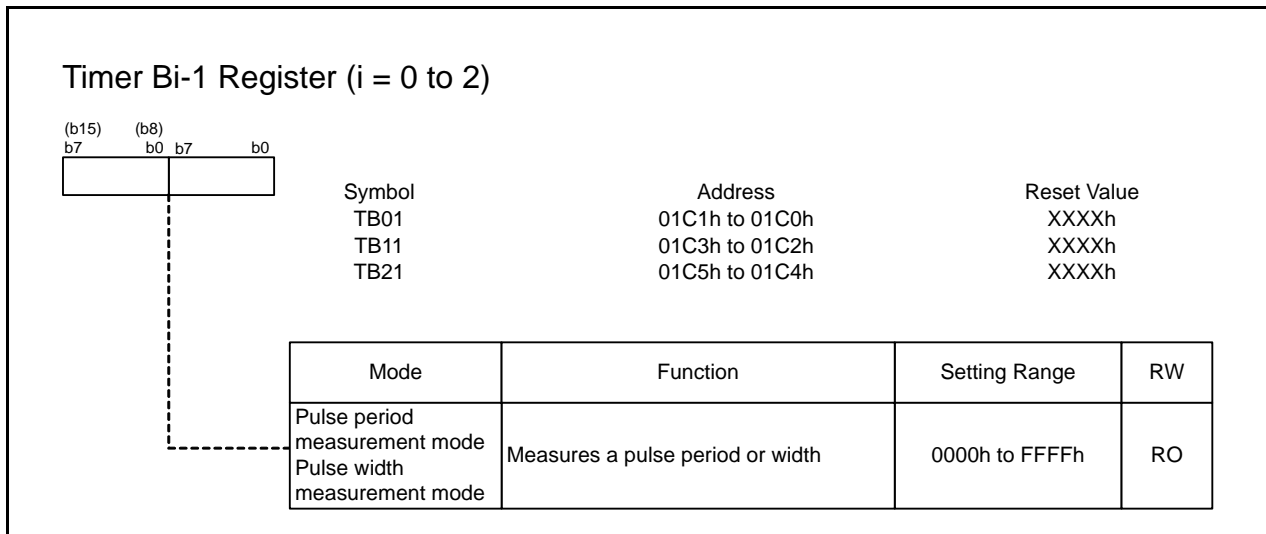 Timer Bi-1 Register (i = 0 to 2)
(b15) (b8)
b7 b0 b7 b0
Symbol Address Reset Value
TB01 01C1h to 01C0h XXXXh
TB11 01C3h to 01C2h XXXXh
TB21 01C5h to 01C4h XXXXh
Mode Function Setting Range RW
Pulse period
measurement mode
Pulse width
measurement mode
Measures a pulse period or width 0000h to FFFFh RO